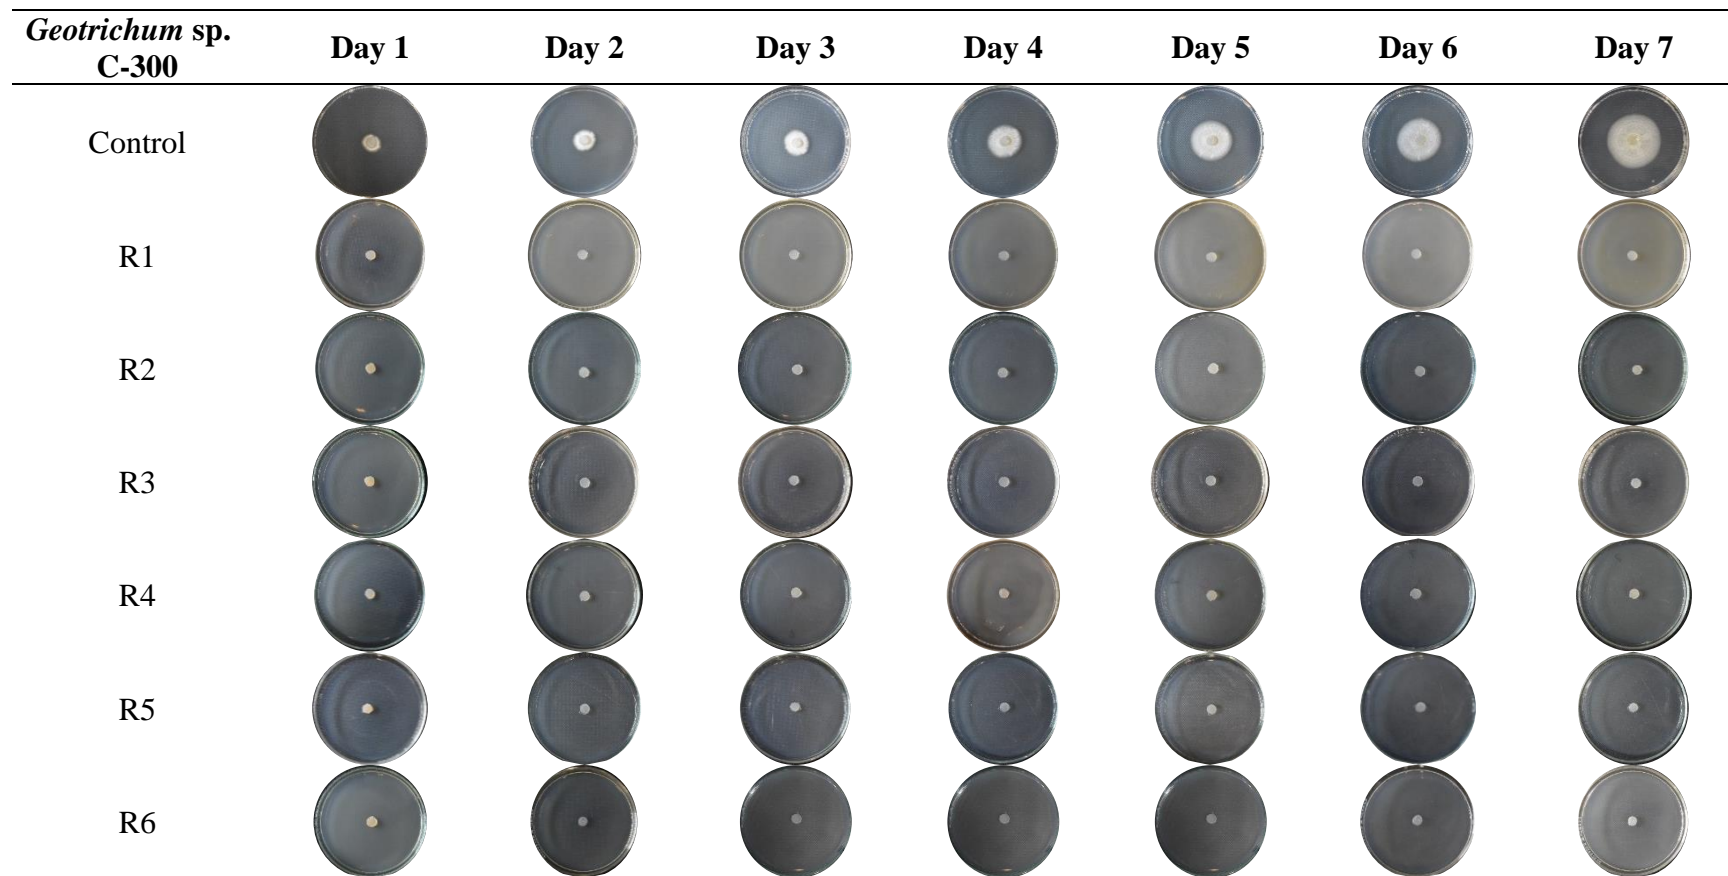 Geotrichum sp.
C-300
Day 1
Day 2
Day 3
Day 4
Day 5
Day 6
Day 7
Control
R1
R2
R3
R4
R5
R6